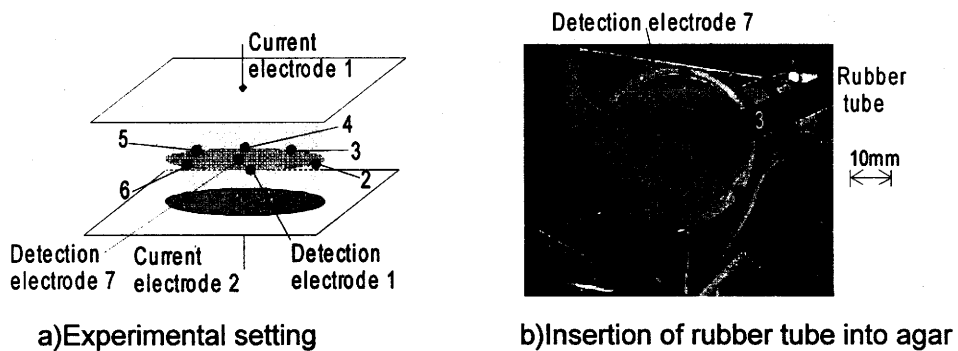 Current
electrode 1
5
4
3
2
6
Detection
electrode 7
Current
electrode 2
Detection
electrode 1
a)Experimental setting
Detection electrode 7
Rubber
tube
3
10mm
b)Insertion of rubber tube into agar